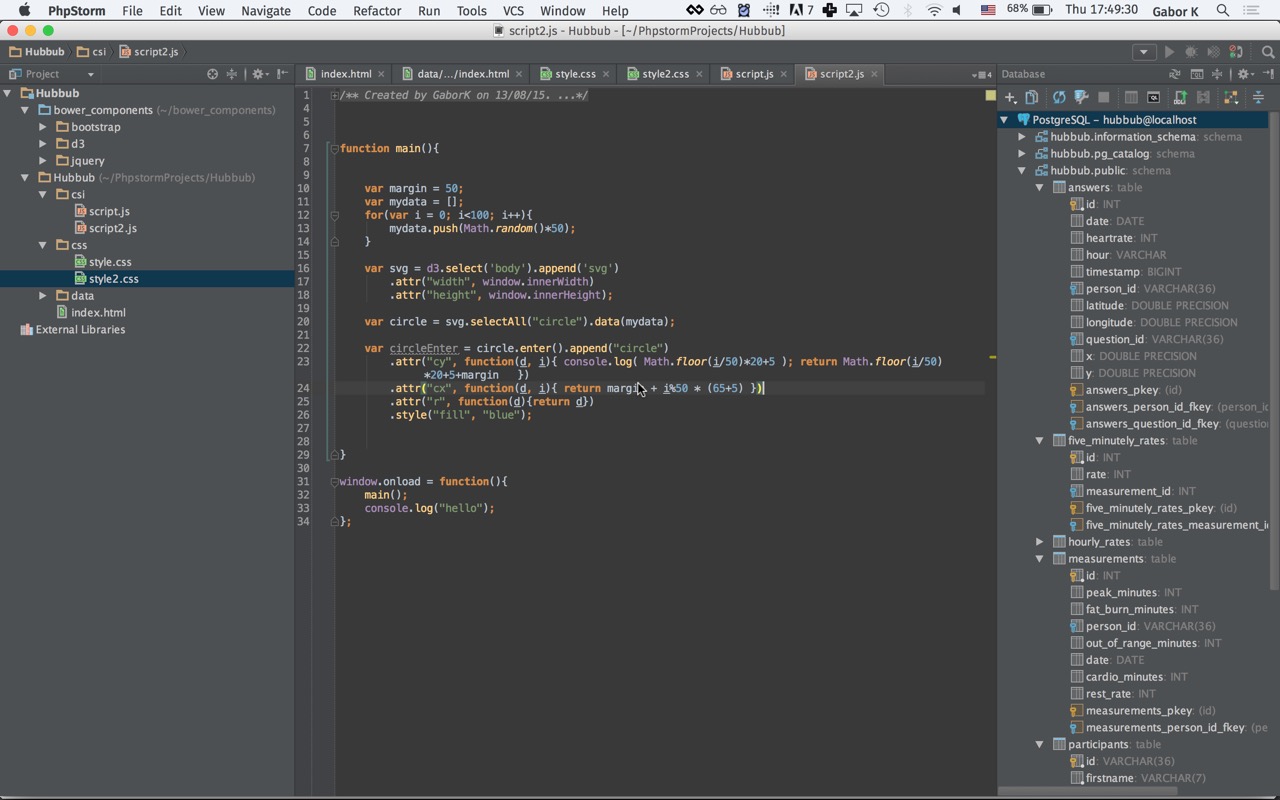 PhpStorm File Edit View Navigate Code Refactor Run Tools VCS Window Help 7 68% Thu 17:49:30 Gabor K
script2.js - Hubbub - [~/PhpstormProjects/Hubbub]
Hubbub csi script2.js
Project index.html data/.../index.html style.css style2.css script.js script2.js 4 Database
Hubbub
bower_components (~/bower_components)
bootstrap
d3
jquery
Hubbub (~/PhpstormProjects/Hubbub)
csi
script.js
script2.js
css
style.css
style2.css
data
index.html
External Libraries
1 /** Created by GaborK on 13/08/15. ...*/
4
5
6
7 function main(){
8
9
10 var margin = 50;
11 var mydata = [];
12 for(var i = 0; i<100; i++){
13 mydata.push(Math.random()*50);
14 }
15
16 var svg = d3.select('body').append('svg')
17 .attr("width", window.innerWidth)
18 .attr("height", window.innerHeight);
19
20 var circle = svg.selectAll("circle").data(mydata);
21
22 var circleEnter = circle.enter().append("circle")
23 .attr("cy", function(d, i){ console.log( Math.floor(i/50)*20+5 ); return Math.floor(i/50)
*20+5+margin })
24 .attr("cx", function(d, i){ return margin + i%50 * (65+5) })
25 .attr("r", function(d){return d})
26 .style("fill", "blue");
27
28
29 }
30
31 window.onload = function(){
32 main();
33 console.log("hello");
34 };
PostgreSQL – hubbub@localhost
hubbub.information_schema schema
hubbub.pg_catalog: schema
hubbub.public: schema
answers: table
id: INT
date: DATE
heartrate: INT
hour: VARCHAR
timestamp: BIGINT
person_id: VARCHAR(36)
latitude: DOUBLE PRECISION
longitude: DOUBLE PRECISION
question_id: VARCHAR(36)
x: DOUBLE PRECISION
y: DOUBLE PRECISION
answers_pkey: (id)
answers_person_id_fkey: (person_ic
answers_question_id_fkey: (questio
five_minutely_rates: table
id: INT
rate: INT
measurement_id: INT
five_minutely_rates_pkey: (id)
five_minutely_rates_measurement_i
hourly_rates: table
measurements: table
id: INT
peak_minutes: INT
fat_burn_minutes: INT
person_id: VARCHAR(36)
out_of_range_minutes: INT
date: DATE
cardio_minutes: INT
rest_rate: INT
measurements_pkey: (id)
measurements_person_id_fkey: (pe
participants: table
id: VARCHAR(36)
firstname: VARCHAR(7)